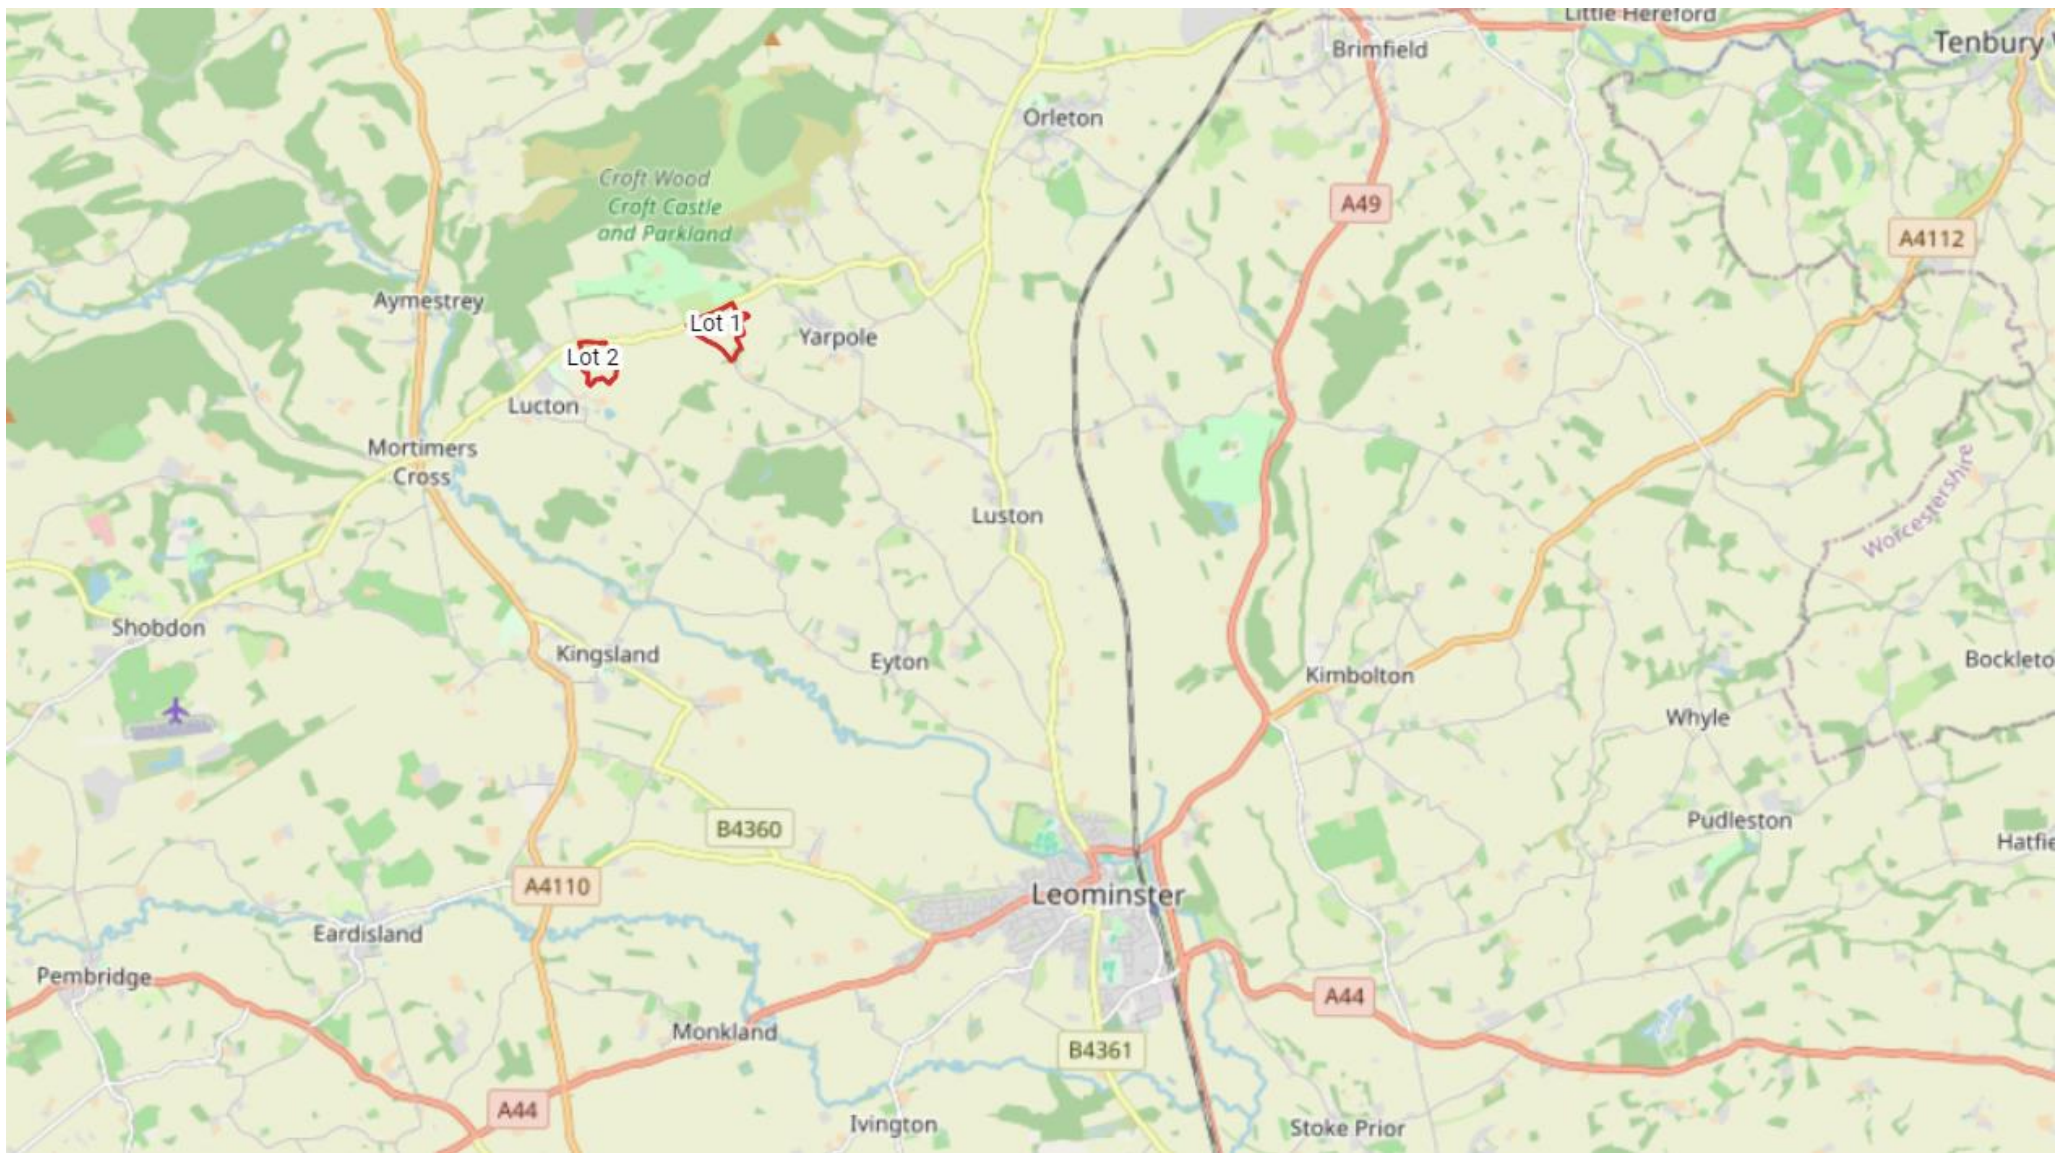 Little Hereford
Brimfield
Tenbury
Orleton
Croft Wood
Croft Castle
and Parkland
A49
A4112
Aymestrey
Lot 1
Yarpole
Lot 2
Lucton
Mortimers
Cross
Luston
Worcestershire
Shobdon
Kingsland
Eyton
Bockleto
Kimbolton
Whyle
B4360
Pudleston
Hatfie
A4110
Leominster
Eardisland
Pembridge
A44
Monkland
B4361
A44
Ivington
Stoke Prior